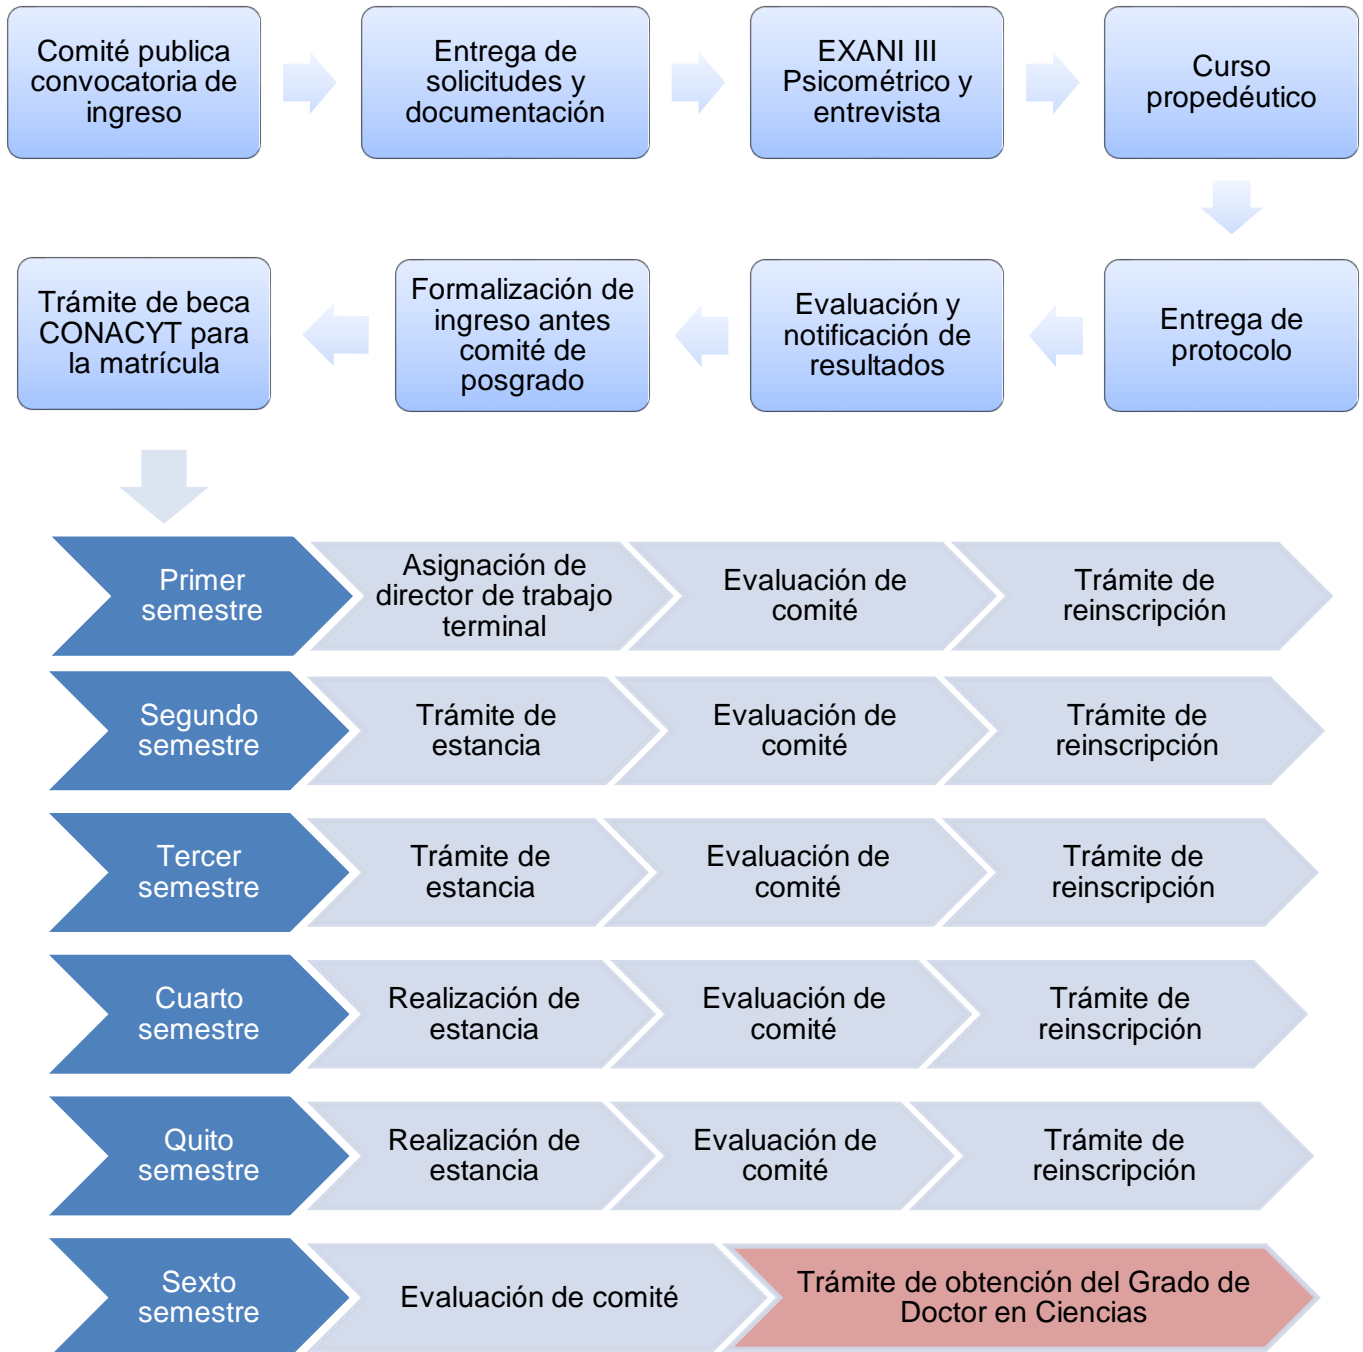 Comité publica
convocatoria de
ingreso
Entrega de
solicitudes y
documentación
EXANI III
Psicométrico y
entrevista
Curso
propedéutico
Entrega de
protocolo
Evaluación y
notificación de
resultados
Formalización de
ingreso antes
comité de
posgrado
Trámite de beca
CONACYT para
la matrícula
Primer
semestre
Asignación de
director de trabajo
terminal
Evaluación de
comité
Trámite de
reinscripción
Segundo
semestre
Trámite de
estancia
Evaluación de
comité
Trámite de
reinscripción
Tercer
semestre
Trámite de
estancia
Evaluación de
comité
Trámite de
reinscripción
Cuarto
semestre
Realización de
estancia
Evaluación de
comité
Trámite de
reinscripción
Quito
semestre
Realización de
estancia
Evaluación de
comité
Trámite de
reinscripción
Sexto
semestre
Evaluación de comité
Trámite de obtención del Grado de
Doctor en Ciencias